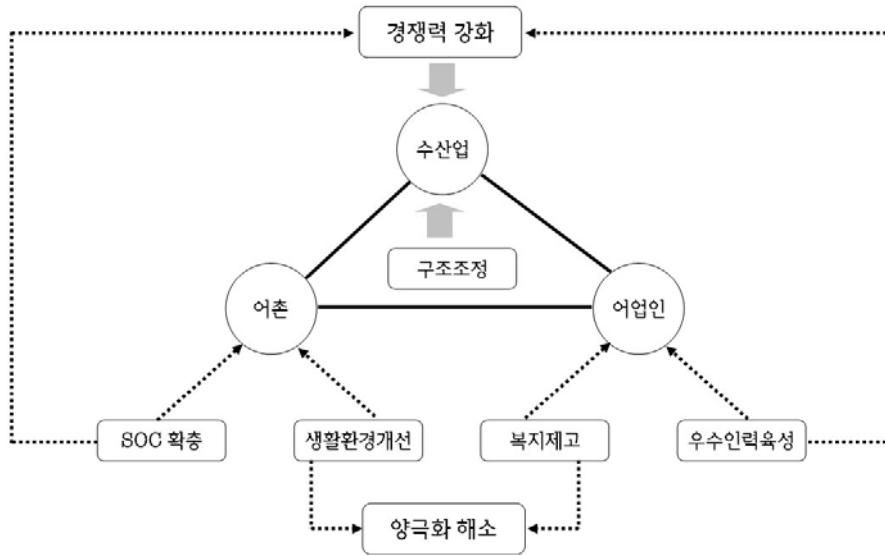 경쟁력 강화
수산업
구조조정
어촌
어업인
SOC 확충
생활환경개선
복지제고
우수인력육성
양극화 해소